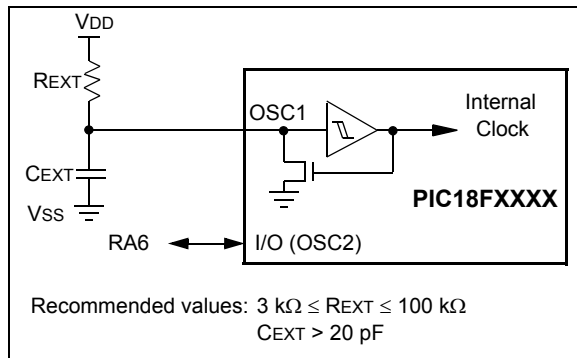 VDD
REXT
OSC1
Internal
Clock
CEXT
PIC18FXXXX
VSS
RA6
I/O (OSC2)
Recommended values: 3 kΩ ≤ REXT ≤ 100 kΩ
CEXT > 20 pF